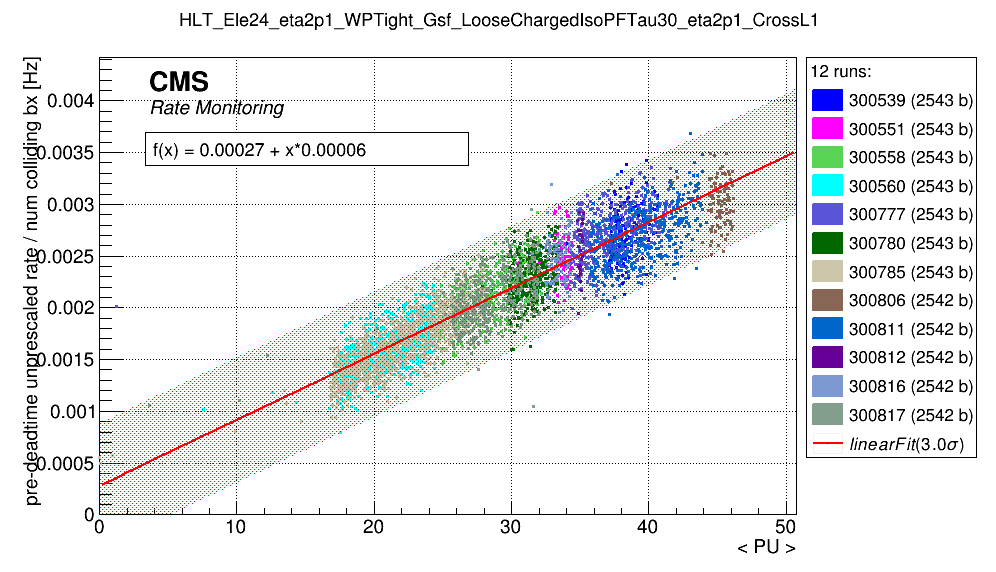 HLT_Ele24_eta2p1_WPTight_Gsf_LooseChargedIsoPFTau30_eta2p1_CrossL1
pre-deadtime unprescaled rate / num colliding bx [Hz]
CMS
Rate Monitoring
f(x) = 0.00027 + x*0.00006
0.004
0.0035
0.003
0.0025
0.002
0.0015
0.001
0.0005
0
0 10 20 30 40 50
< PU >
12 runs:
300539 (2543 b)
300551 (2543 b)
300558 (2543 b)
300560 (2543 b)
300777 (2543 b)
300780 (2543 b)
300785 (2543 b)
300806 (2542 b)
300811 (2542 b)
300812 (2542 b)
300816 (2542 b)
300817 (2542 b)
linearFit(3.0σ)